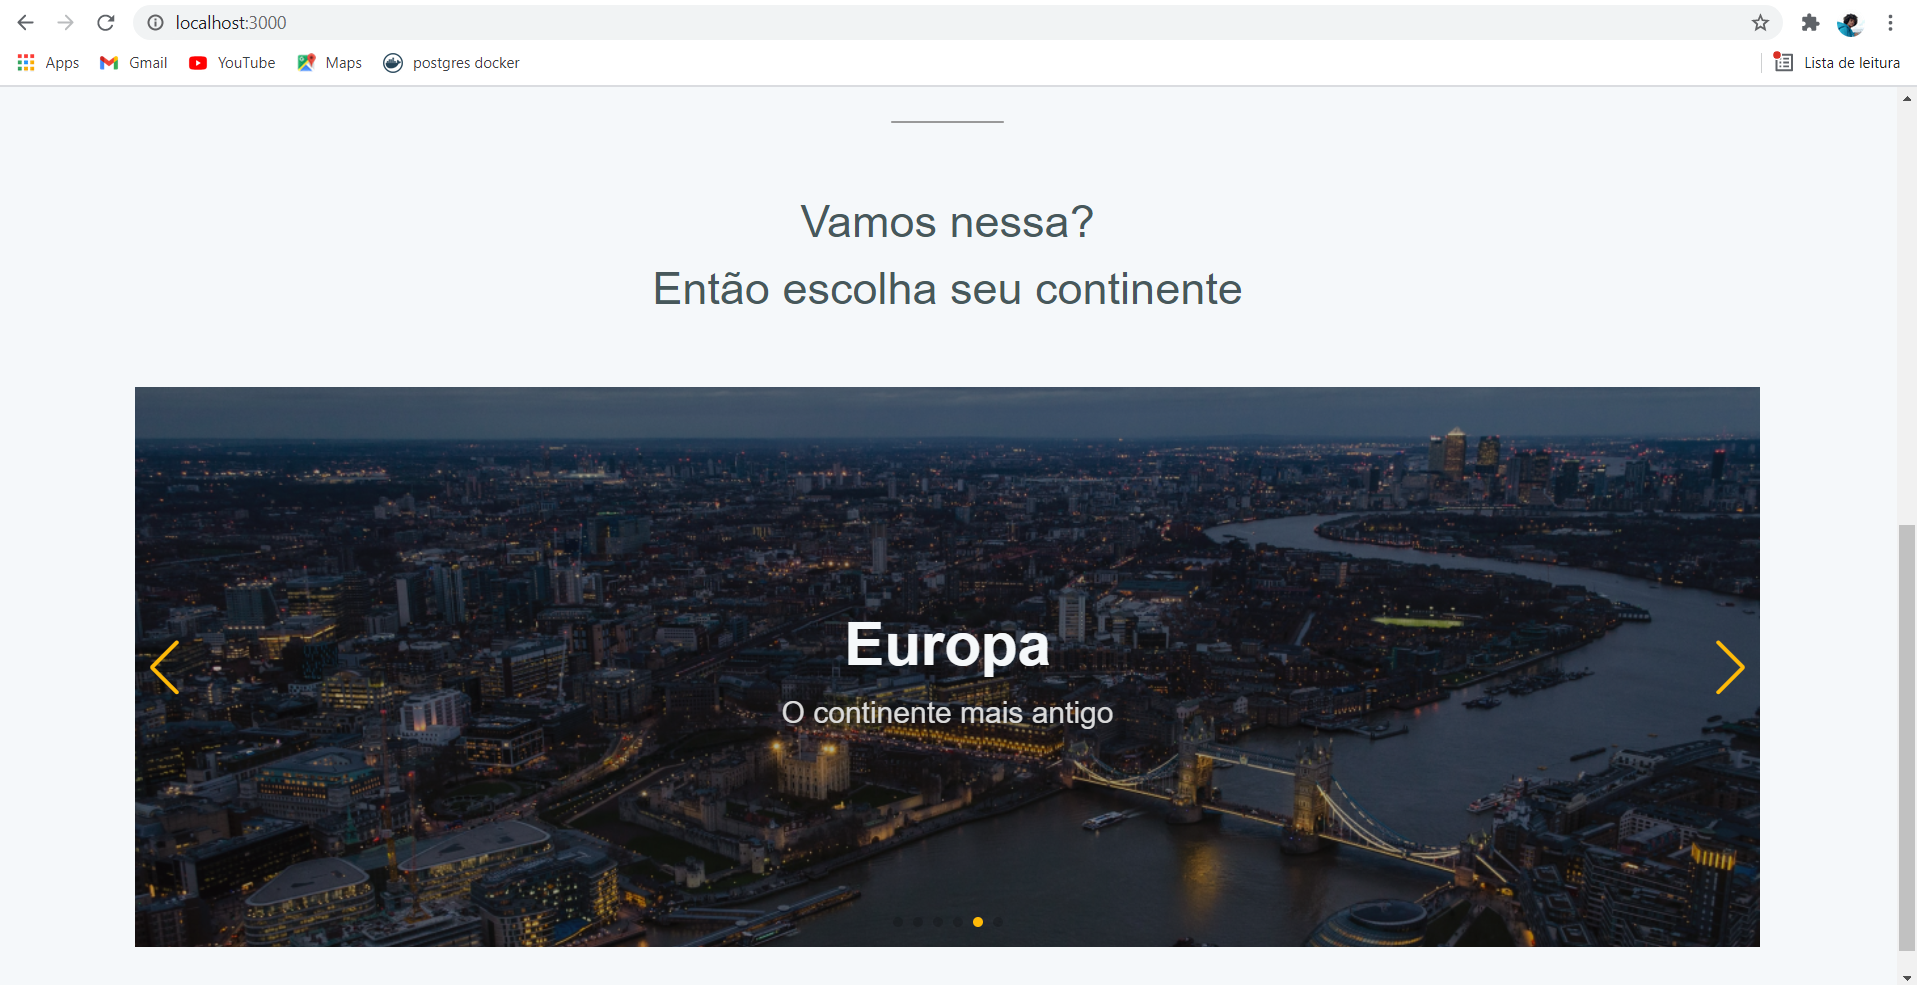 localhost:3000
Apps Gmail YouTube Maps postgres docker Lista de leitura
Vamos nessa?
Então escolha seu continente
Europa
O continente mais antigo